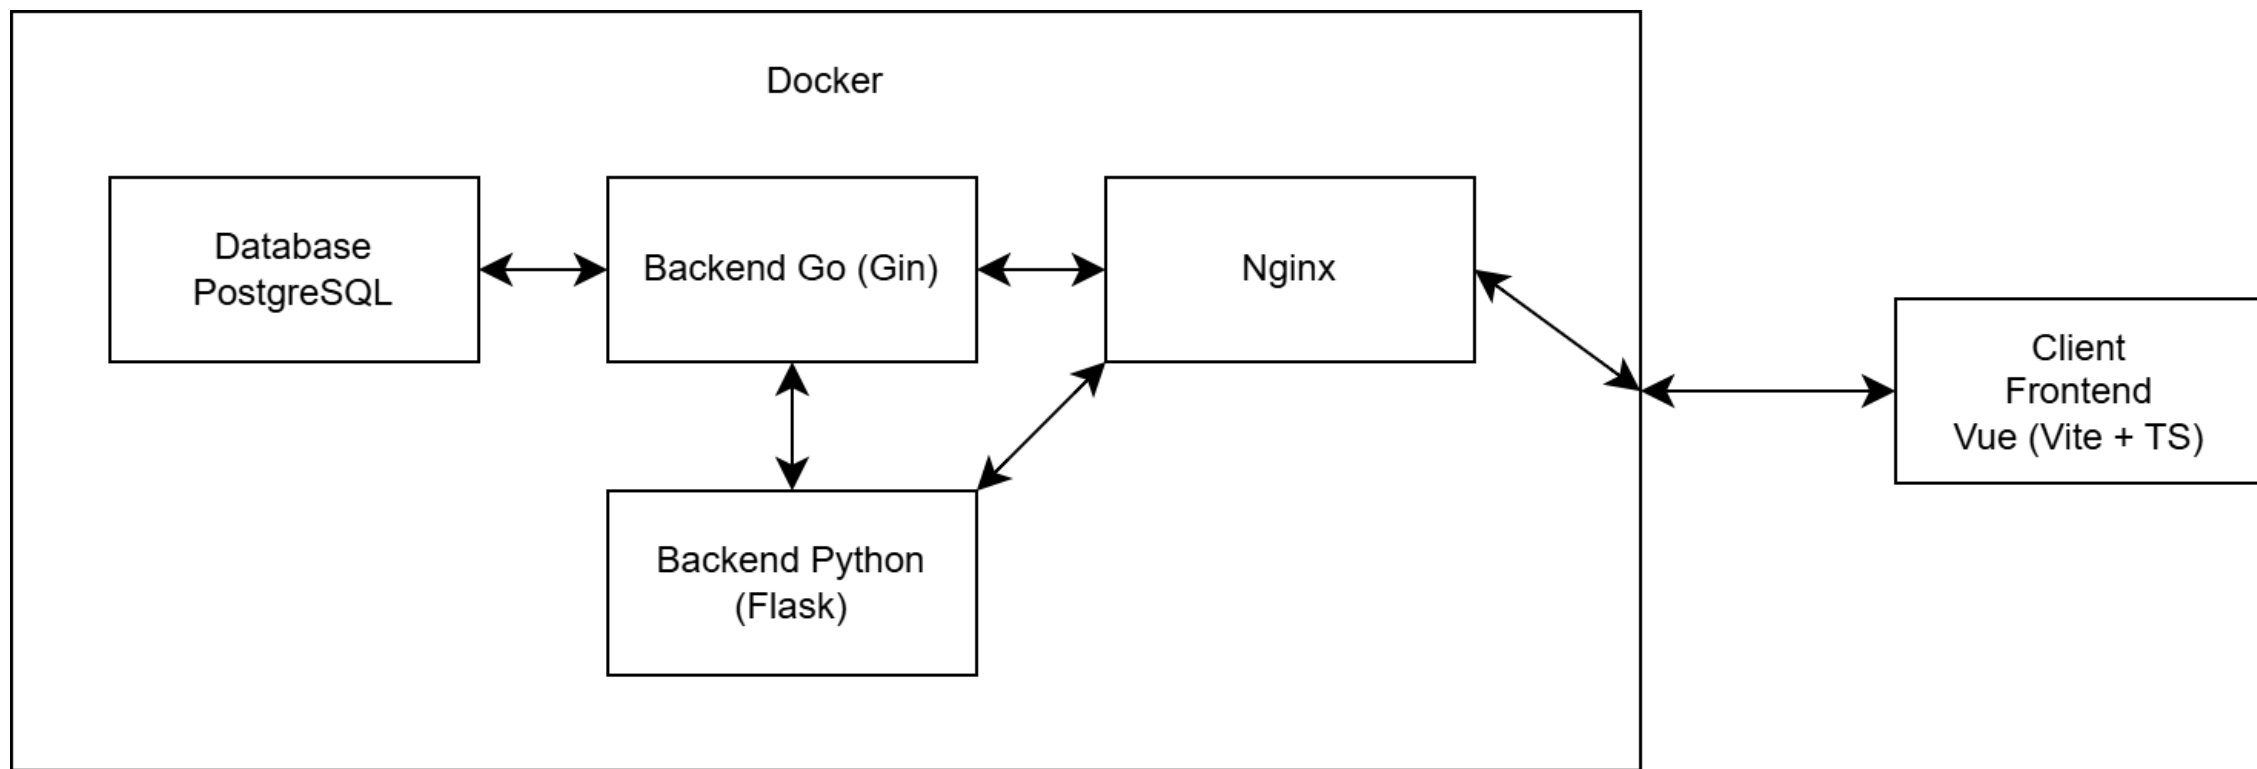 Docker
Database
PostgreSQL
Backend Go (Gin)
Nginx
Client
Frontend
Vue (Vite + TS)
Backend Python
(Flask)